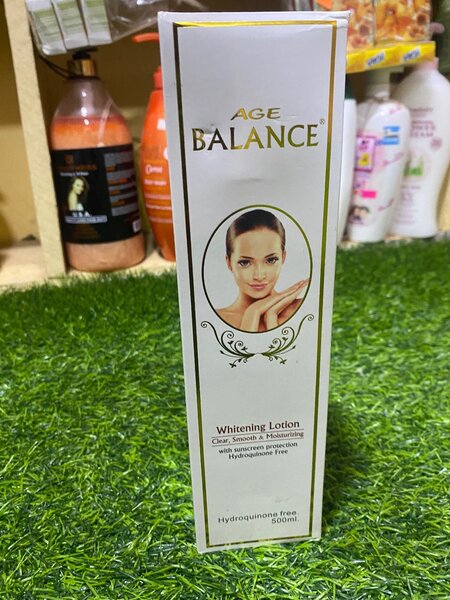 AGE
BALANCE®
Whitening Lotion
Clear, Smooth & Moisturizing
with sunscreen protection
Hydroquinone Free
Hydroquinone free.
500ml.
U.S.A